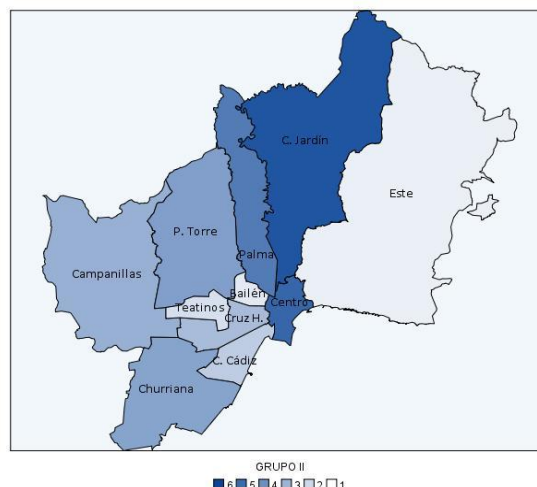 C. Jardín
Este
P. Torre
Palma
Campanillas
Bailén
Teatinos
Centro
Cruz H.
C. Cádiz
Churriana
GRUPO II
6 5 4 3 2 1